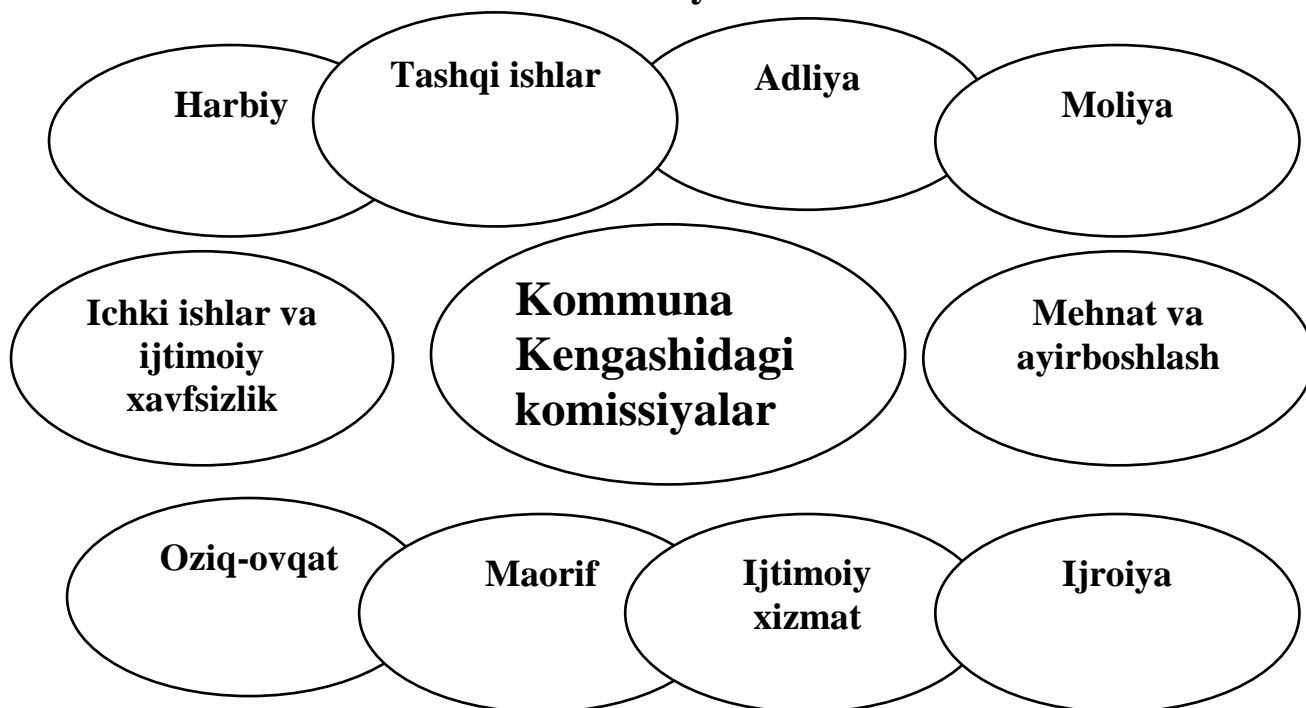 Harbiy
Tashqi ishlar
Adliya
Moliya
Ichki ishlar va
ijtimoiy
xavfsizlik
Kommuna
Kengashidagi
komissiyalar
Mehnat va
ayirboshlash
Oziq-ovqat
Maorif
Ijtimoiy
xizmat
Ijroiya